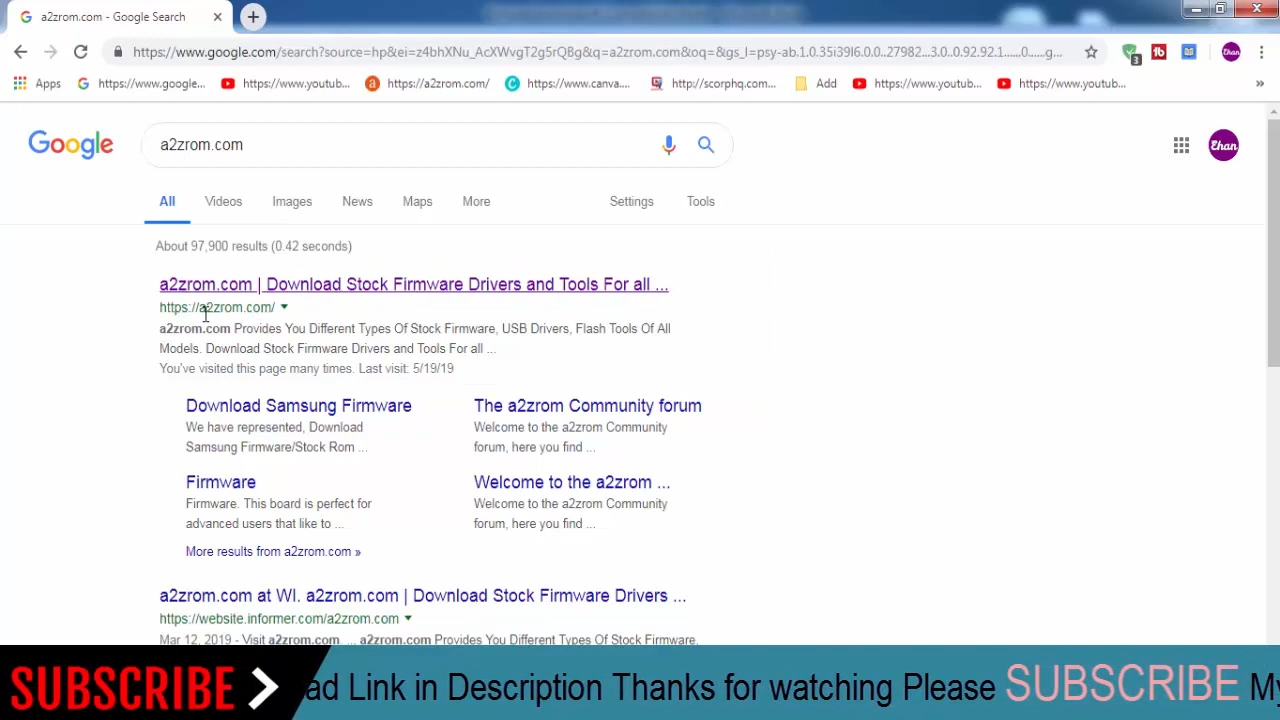 a2zrom.com - Google Search
https://www.google.com/search?source=hp&ei=z4bhXNu_AcXWvgT2g5rQBg&q=a2zrom.com&oq=&gs_l=psy-ab.1.0.35i39l6.0.0..27982...3.0..0.92.92.1......0....g...
3
Apps https://www.google... https://www.youtub... https://a2zrom.com/ https://www.canva.... http://scorphq.com... Add https://www.youtub... https://www.youtub... »
Google a2zrom.com Ehan
All Videos Images News Maps More Settings Tools
About 97,900 results (0.42 seconds)
a2zrom.com | Download Stock Firmware Drivers and Tools For all ...
https://a2zrom.com/
a2zrom.com Provides You Different Types Of Stock Firmware, USB Drivers, Flash Tools Of All
Models. Download Stock Firmware Drivers and Tools For all ...
You've visited this page many times. Last visit: 5/19/19
Download Samsung Firmware
We have represented, Download
Samsung Firmware/Stock Rom ...
The a2zrom Community forum
Welcome to the a2zrom Community
forum, here you find ...
Firmware
Firmware. This board is perfect for
advanced users that like to ...
Welcome to the a2zrom ...
Welcome to the a2zrom Community
forum, here you find ...
More results from a2zrom.com »
a2zrom.com at WI. a2zrom.com | Download Stock Firmware Drivers ...
https://website.informer.com/a2zrom.com
Mar 12, 2019 - Visit a2zrom.com. ... a2zrom.com Provides You Different Types Of Stock Firmware,
SUBSCRIBE ad Link in Description Thanks for watching Please SUBSCRIBE My